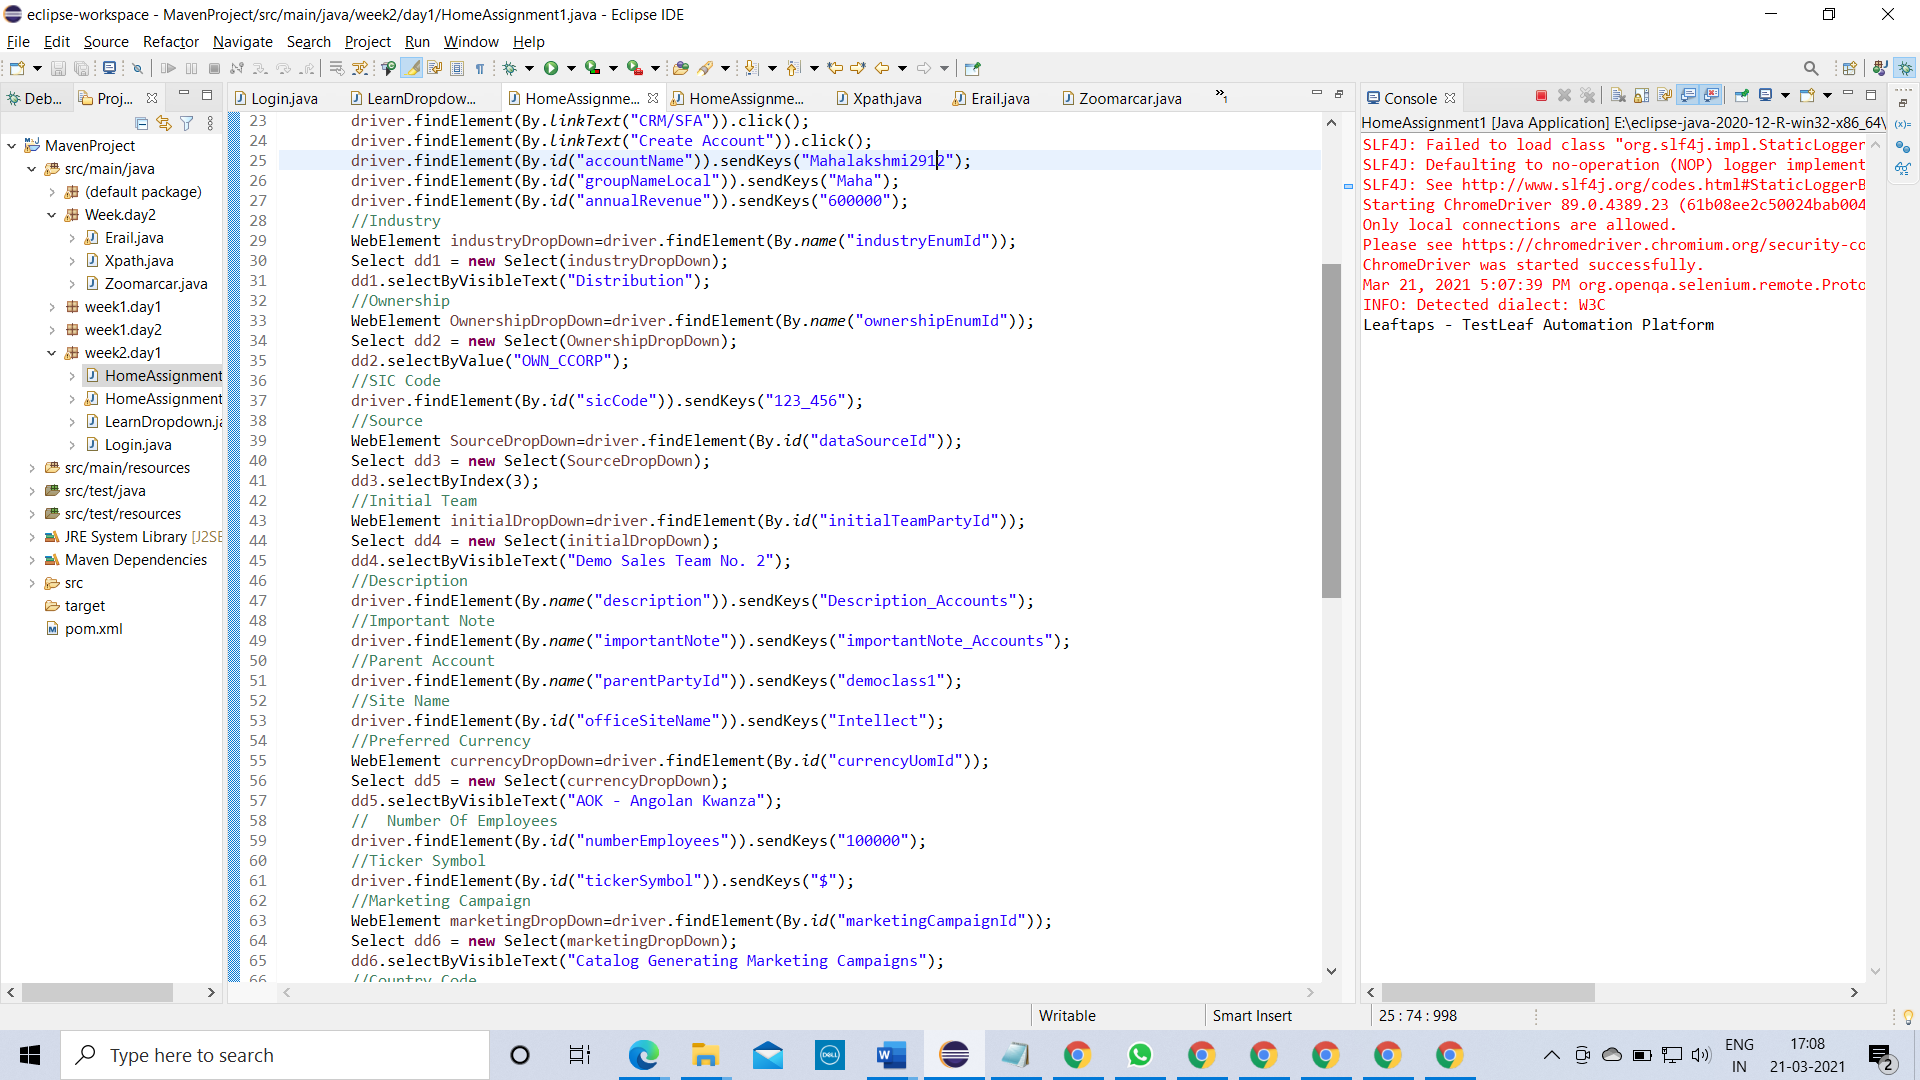 eclipse-workspace - MavenProject/src/main/java/week2/day1/HomeAssignment1.java - Eclipse IDE
File Edit Source Refactor Navigate Search Project Run Window Help
Deb... Proj...
MavenProject
src/main/java
(default package)
Week.day2
Erail.java
Xpath.java
Zoomarcar.java
week1.day1
week1.day2
week2.day1
HomeAssignment
HomeAssignment
LearnDropdown.ja
Login.java
src/main/resources
src/test/java
src/test/resources
JRE System Library [J2SE
Maven Dependencies
src
target
pom.xml
Login.java LearnDropdow... HomeAssignme... HomeAssignme... Xpath.java Erail.java Zoomarcar.java »1
23 driver.findElement(By.linkText("CRM/SFA")).click();
24 driver.findElement(By.linkText("Create Account")).click();
25 driver.findElement(By.id("accountName")).sendKeys("Mahalakshmi2912");
26 driver.findElement(By.id("groupNameLocal")).sendKeys("Maha");
27 driver.findElement(By.id("annualRevenue")).sendKeys("600000");
28 //Industry
29 WebElement industryDropDown=driver.findElement(By.name("industryEnumId"));
30 Select dd1 = new Select(industryDropDown);
31 dd1.selectByVisibleText("Distribution");
32 //Ownership
33 WebElement OwnershipDropDown=driver.findElement(By.name("ownershipEnumId"));
34 Select dd2 = new Select(OwnershipDropDown);
35 dd2.selectByValue("OWN_CCORP");
36 //SIC Code
37 driver.findElement(By.id("sicCode")).sendKeys("123_456");
38 //Source
39 WebElement SourceDropDown=driver.findElement(By.id("dataSourceId"));
40 Select dd3 = new Select(SourceDropDown);
41 dd3.selectByIndex(3);
42 //Initial Team
43 WebElement initialDropDown=driver.findElement(By.id("initialTeamPartyId"));
44 Select dd4 = new Select(initialDropDown);
45 dd4.selectByVisibleText("Demo Sales Team No. 2");
46 //Description
47 driver.findElement(By.name("description")).sendKeys("Description_Accounts");
48 //Important Note
49 driver.findElement(By.name("importantNote")).sendKeys("importantNote_Accounts");
50 //Parent Account
51 driver.findElement(By.name("parentPartyId")).sendKeys("democlass1");
52 //Site Name
53 driver.findElement(By.id("officeSiteName")).sendKeys("Intellect");
54 //Preferred Currency
55 WebElement currencyDropDown=driver.findElement(By.id("currencyUomId"));
56 Select dd5 = new Select(currencyDropDown);
57 dd5.selectByVisibleText("AOK - Angolan Kwanza");
58 //  Number Of Employees
59 driver.findElement(By.id("numberEmployees")).sendKeys("100000");
60 //Ticker Symbol
61 driver.findElement(By.id("tickerSymbol")).sendKeys("$");
62 //Marketing Campaign
63 WebElement marketingDropDown=driver.findElement(By.id("marketingCampaignId"));
64 Select dd6 = new Select(marketingDropDown);
65 dd6.selectByVisibleText("Catalog Generating Marketing Campaigns");
66 //Country Code
Console
HomeAssignment1 [Java Application] E:\eclipse-java-2020-12-R-win32-x86_64\
SLF4J: Failed to load class "org.slf4j.impl.StaticLogger
SLF4J: Defaulting to no-operation (NOP) logger implement
SLF4J: See http://www.slf4j.org/codes.html#StaticLoggerB
Starting ChromeDriver 89.0.4389.23 (61b08ee2c50024bab004
Only local connections are allowed.
Please see https://chromedriver.chromium.org/security-co
ChromeDriver was started successfully.
Mar 21, 2021 5:07:39 PM org.openqa.selenium.remote.Proto
INFO: Detected dialect: W3C
Leaftaps - TestLeaf Automation Platform
Writable Smart Insert 25 : 74 : 998
Type here to search
DELL
W
ENG
IN
17:08
21-03-2021
2